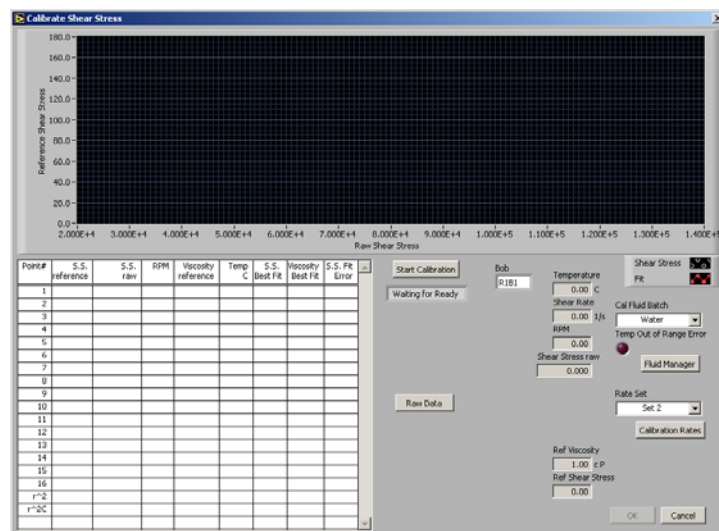 Calibrate Shear Stress
Reference Shear Stress
180.0
160.0
140.0
120.0
100.0
80.0
60.0
40.0
20.0
0.0
2.000E+4 3.000E+4 4.000E+4 5.000E+4 6.000E+4 7.000E+4 8.000E+4 9.000E+4 1.000E+5 1.100E+5 1.200E+5 1.300E+5 1.400E+5
Raw Shear Stress
Point# S.S. reference S.S. raw RPM Viscosity reference Temp C S.S. Best Fit Viscosity Best Fit S.S. Fit Error
1
2
3
4
5
6
7
8
9
10
11
12
13
14
15
16
r^2
r^2C
Start Calibration
Waiting for Ready
Raw Data
Bob
R1B1
Temperature
0.00 C
Shear Rate
0.00 1/s
RPM
0.00
Shear Stress raw
0.000
Ref Viscosity
1.00 c P
Ref Shear Stress
0.00
Shear Stress
Fit
Cal Fluid Batch
Water
Temp Out of Range Error
Fluid Manager
Rate Set
Set 2
Calibration Rates
OK Cancel